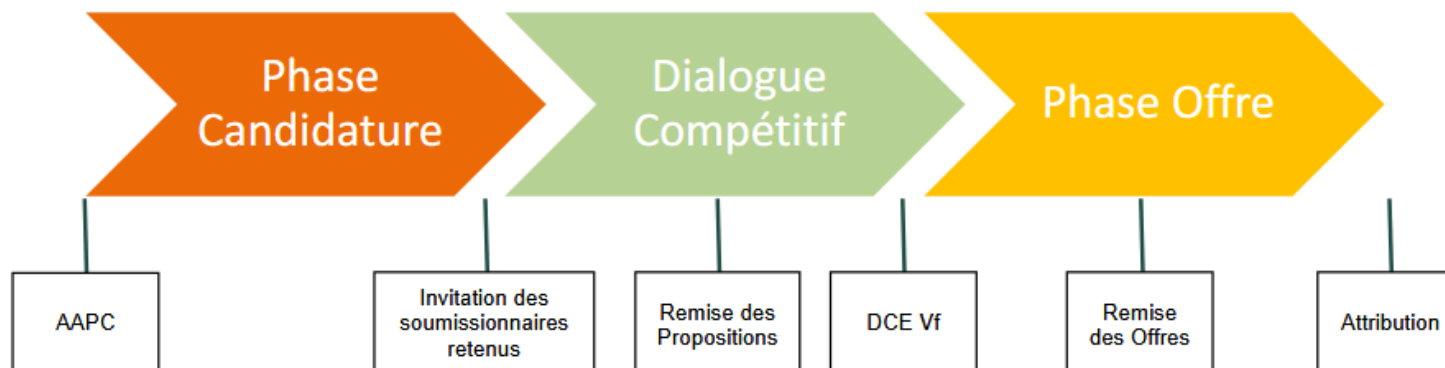 Phase
Candidature
Dialogue
Compétitif
Phase Offre
AAPC
Invitation des
soumissionnaires
retenus
Remise des
Propositions
DCE Vf
Remise
des Offres
Attribution